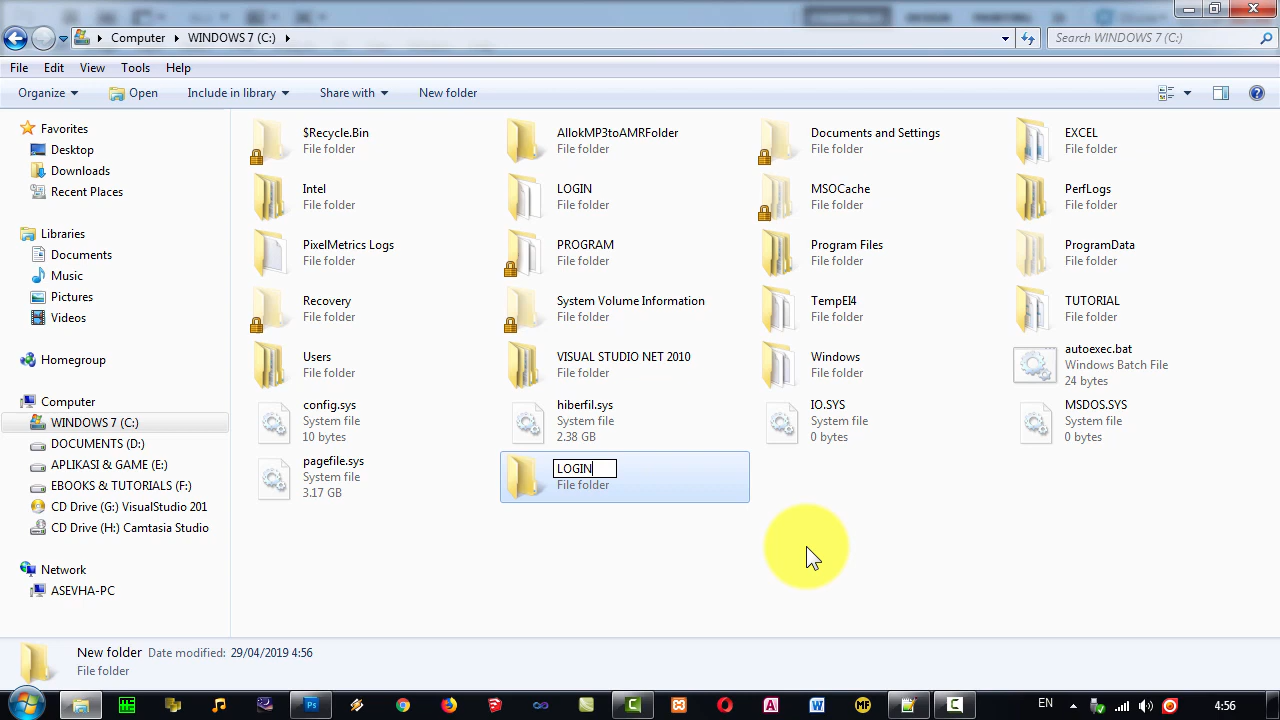 Computer
WINDOWS 7 (C:)
Search WINDOWS 7 (C:)
File Edit View Tools Help
Organize Open Include in library Share with New folder
Favorites
Desktop
Downloads
Recent Places
Libraries
Documents
Music
Pictures
Videos
Homegroup
Computer
WINDOWS 7 (C:)
DOCUMENTS (D:)
APLIKASI & GAME (E:)
EBOOKS & TUTORIALS (F:)
CD Drive (G:) VisualStudio 201
CD Drive (H:) Camtasia Studio
Network
ASEVHA-PC
$Recycle.Bin
File folder
AllokMP3toAMRFolder
File folder
Documents and Settings
File folder
EXCEL
File folder
Intel
File folder
LOGIN
File folder
MSOCache
File folder
PerfLogs
File folder
PixelMetrics Logs
File folder
PROGRAM
File folder
Program Files
File folder
ProgramData
File folder
Recovery
File folder
System Volume Information
File folder
TempEI4
File folder
TUTORIAL
File folder
Users
File folder
VISUAL STUDIO NET 2010
File folder
Windows
File folder
autoexec.bat
Windows Batch File
24 bytes
config.sys
System file
10 bytes
hiberfil.sys
System file
2.38 GB
IO.SYS
System file
0 bytes
MSDOS.SYS
System file
0 bytes
pagefile.sys
System file
3.17 GB
LOGIN
File folder
New folder Date modified: 29/04/2019 4:56
File folder
EN 4:56